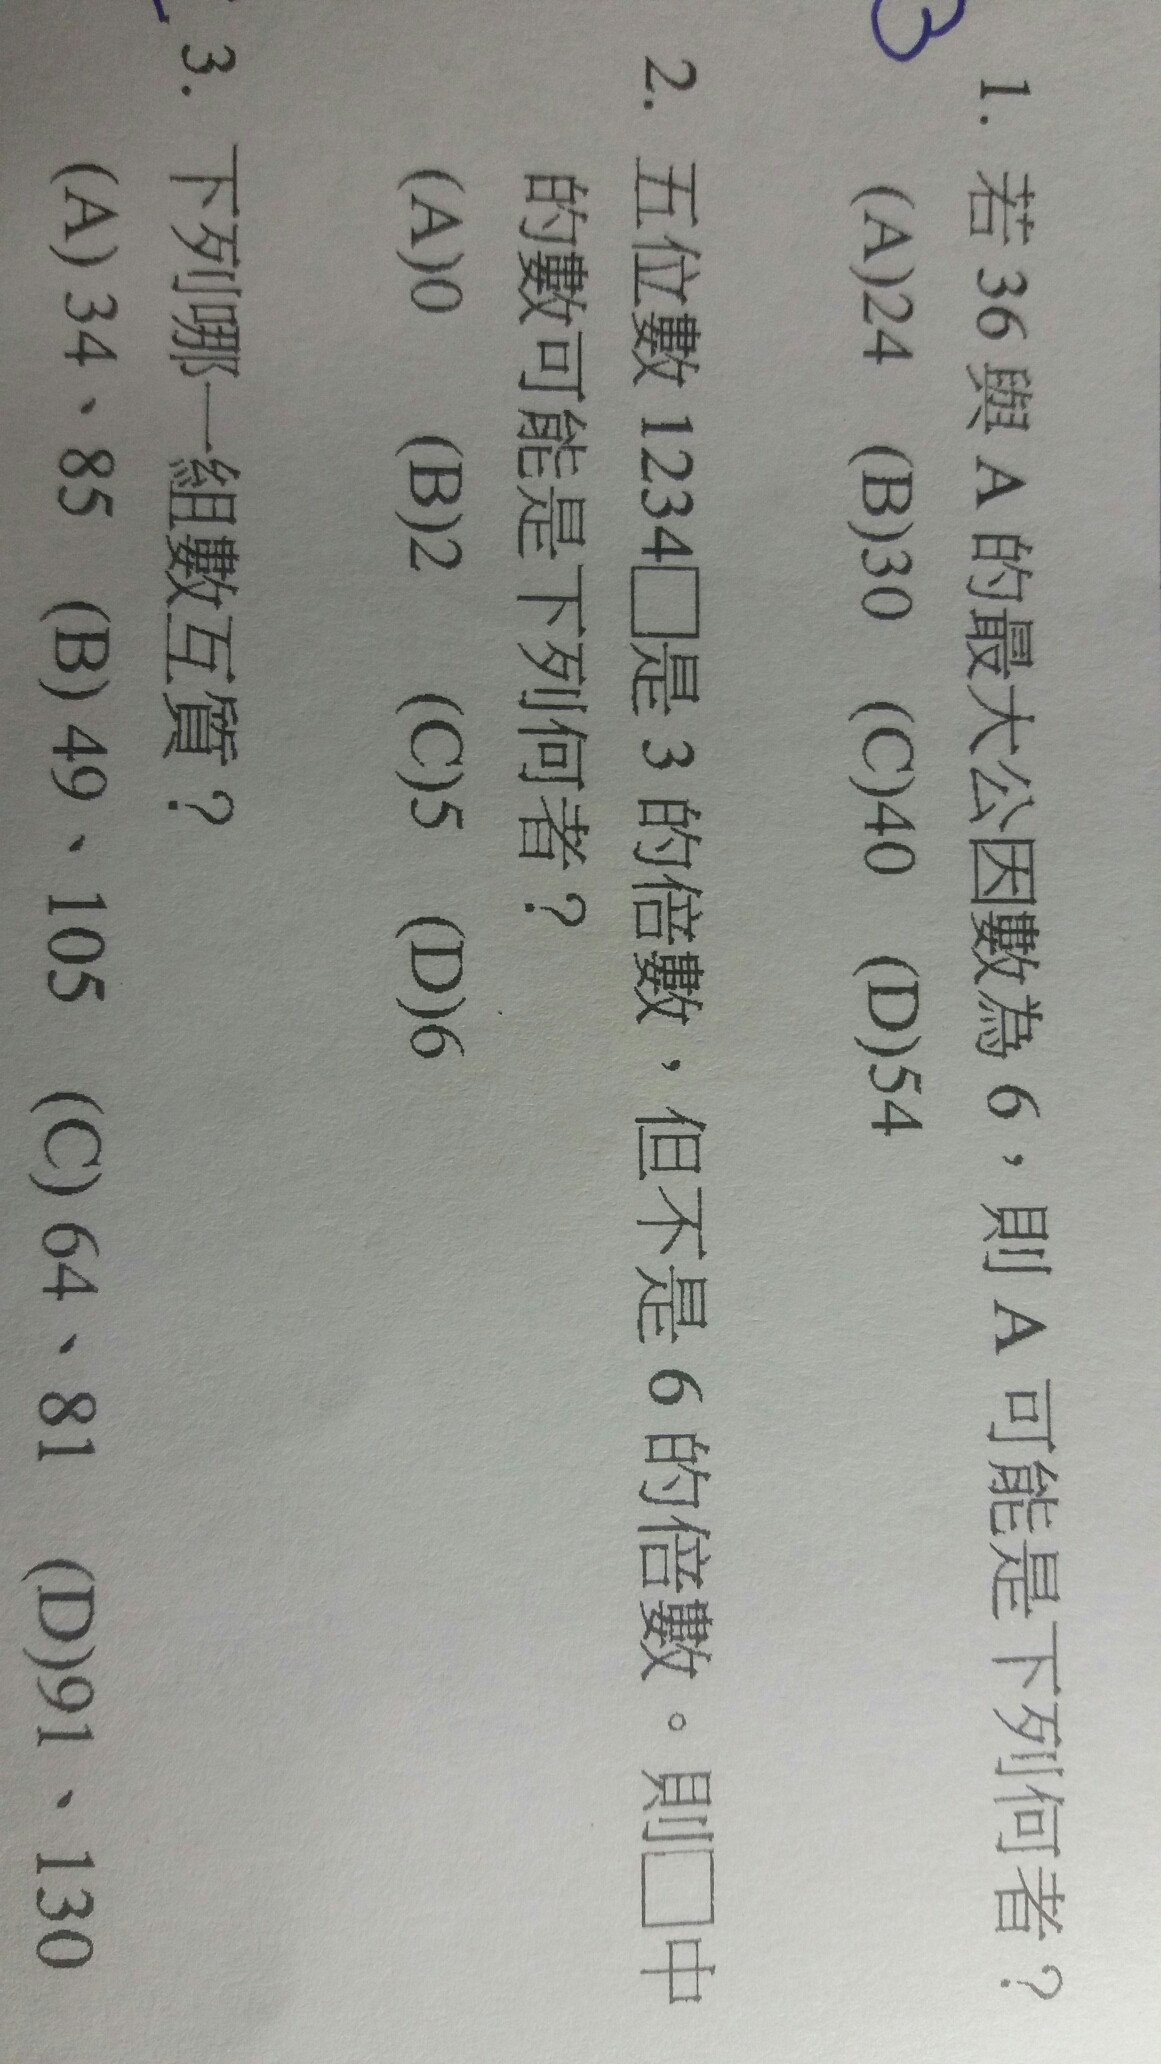 1. 若 36 與 A 的最大公因數為 6，則 A 可能是下列何者？
(A)24 (B)30 (C)40 (D)54
2. 五位數 1234□是 3 的倍數，但不是 6 的倍數。則□中
的數可能是下列何者？
(A)0 (B)2 (C)5 (D)6
3. 下列哪一組數互質？
(A) 34、85 (B) 49、105 (C) 64、81 (D)91、130